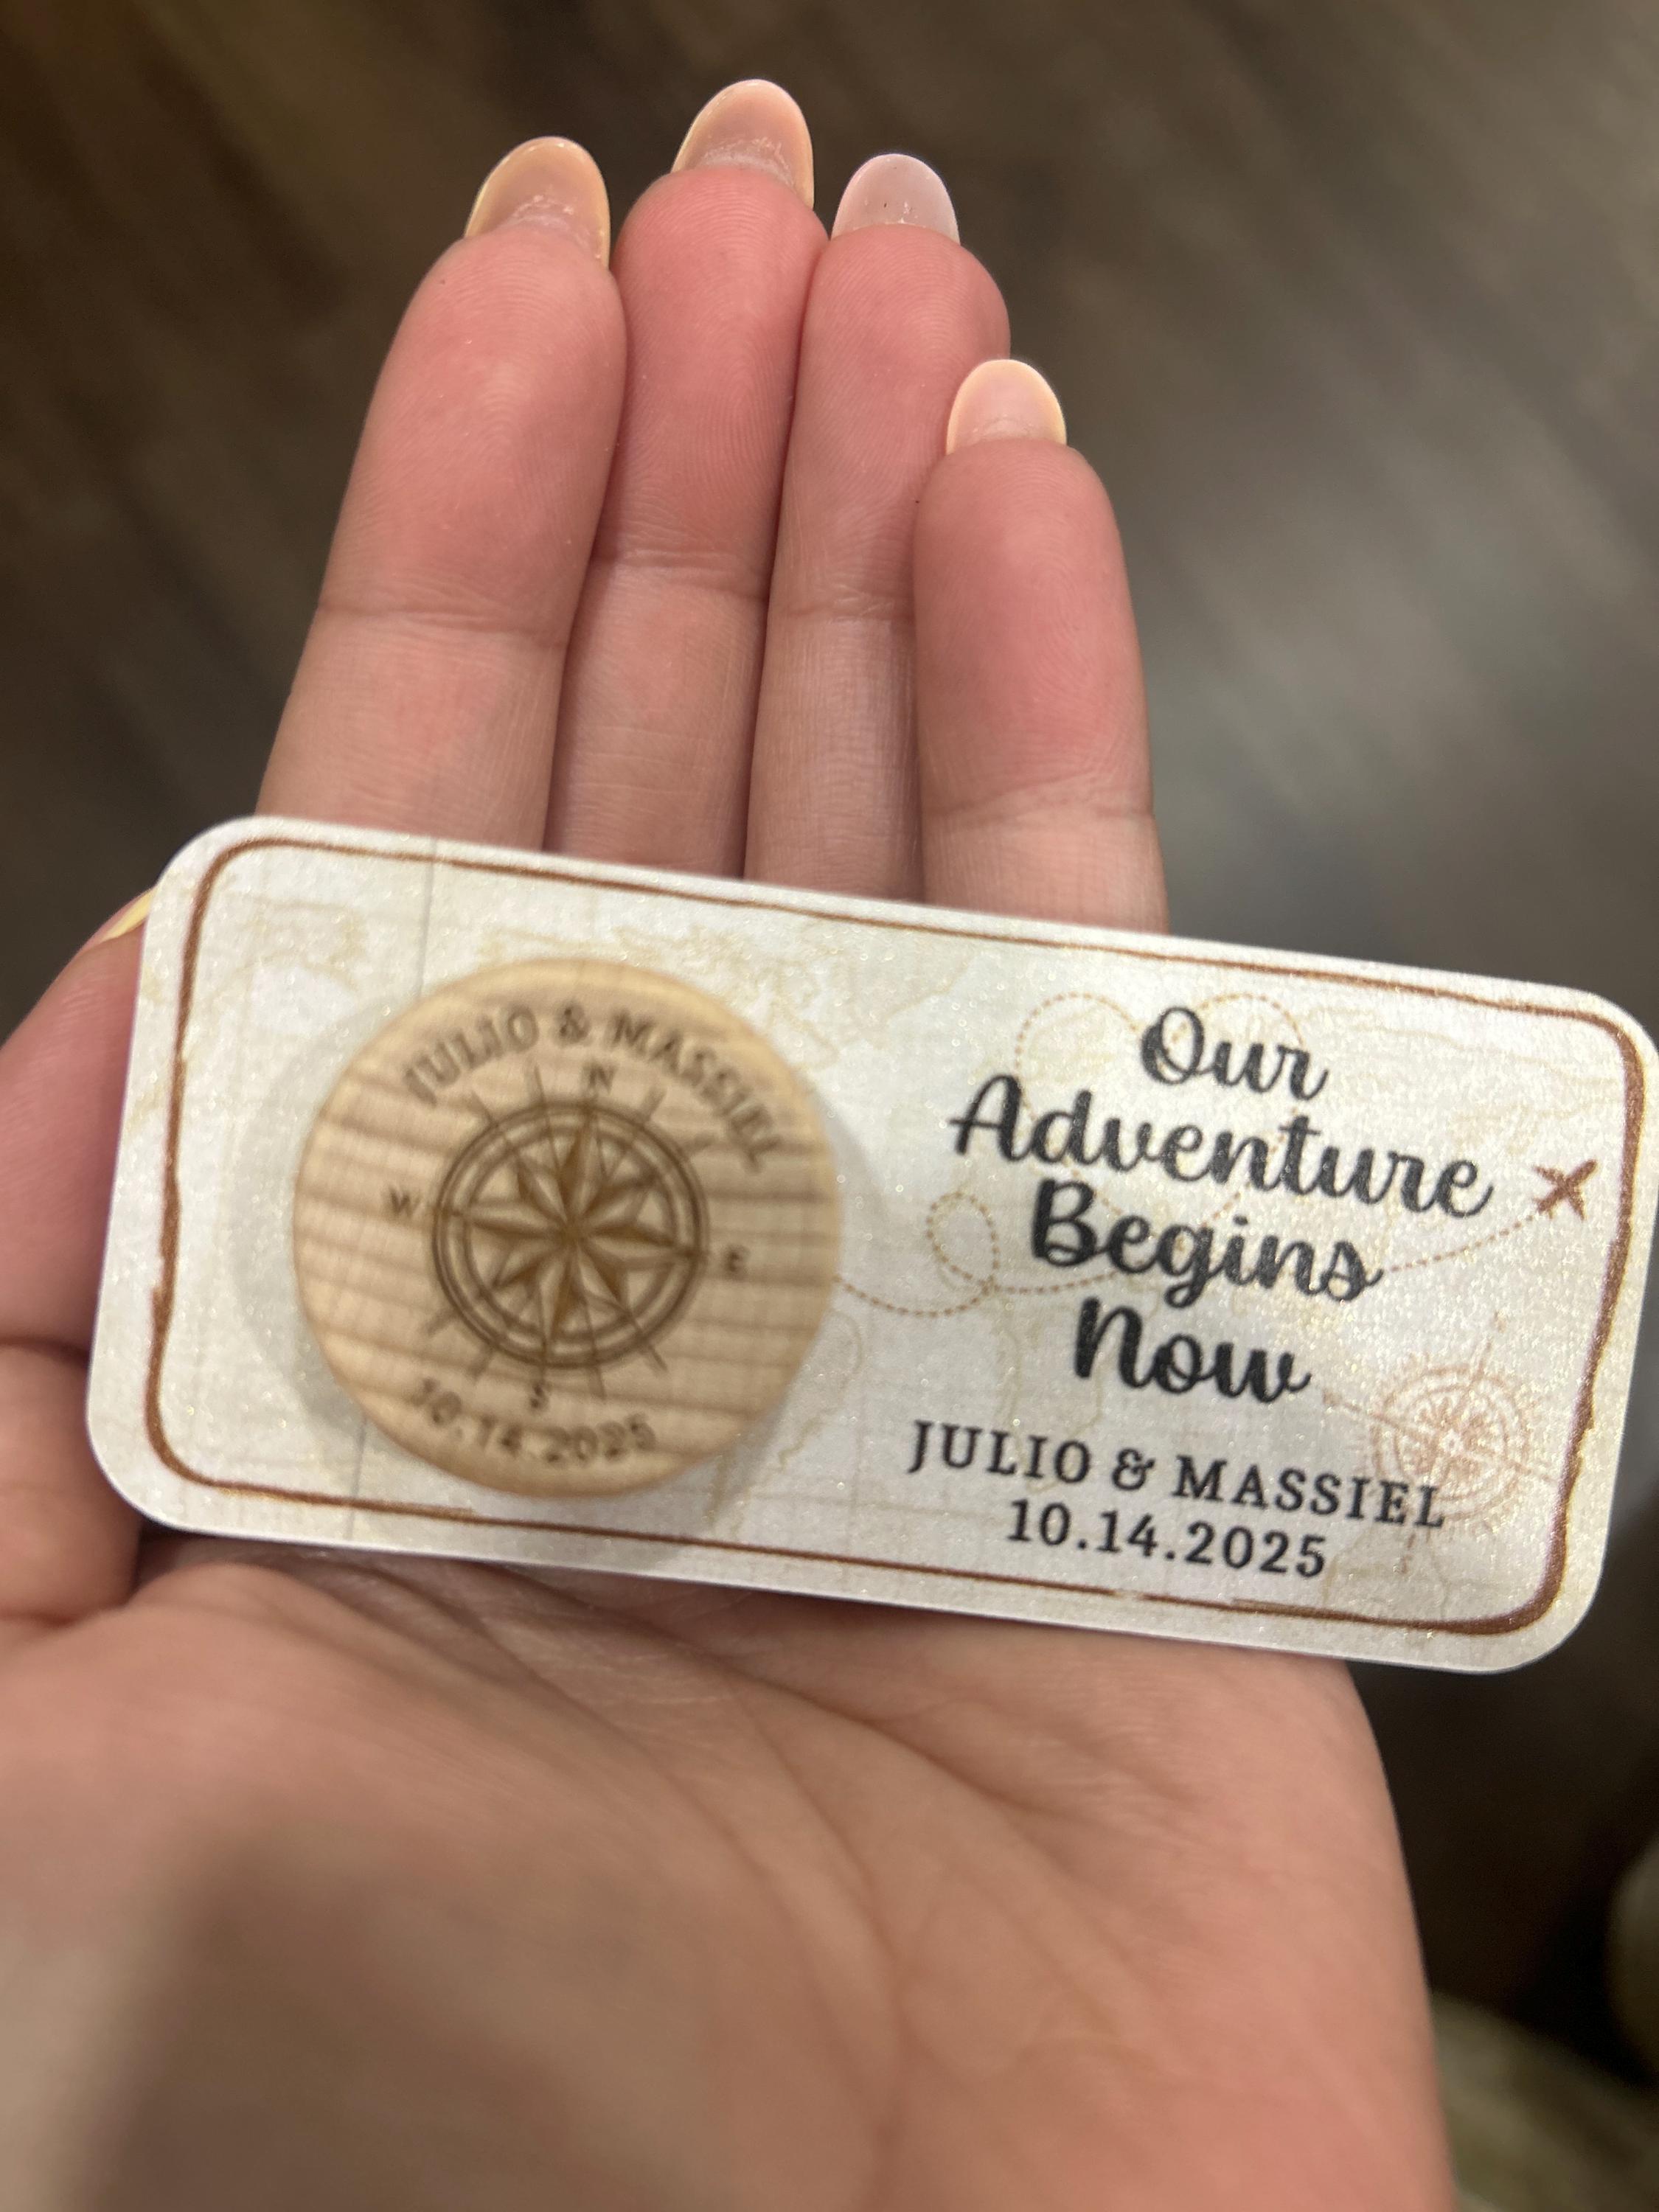 JULIO & MASSIEL
N
W
E
S
10.14.2025
Our
Adventure
Begins
Now
JULIO & MASSIEL
10.14.2025